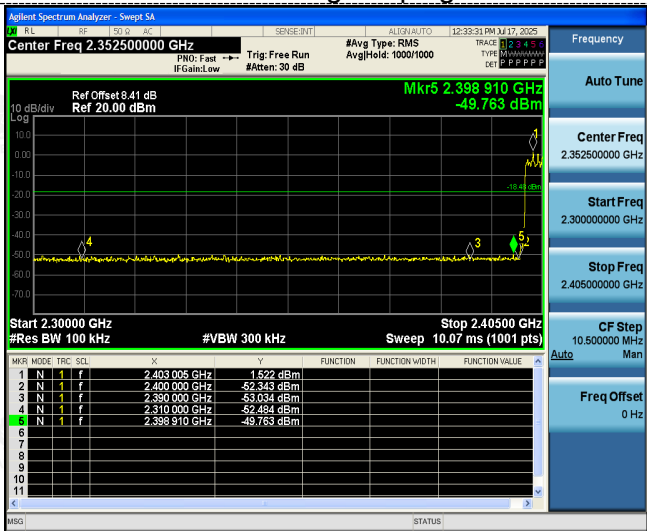 Agilent Spectrum Analyzer - Swept SA
RL RF 50 Ω AC SENSE:INT ALIGN AUTO 12:33:31 PM Jul 17, 2025
Center Freq 2.352500000 GHz
PNO: Fast
IFGain:Low
Trig: Free Run
#Atten: 30 dB
#Avg Type: RMS
Avg|Hold: 1000/1000
TRACE 1 2 3 4 5 6
TYPE M
DET P P P P P P
Frequency
Auto Tune
Center Freq
2.352500000 GHz
Start Freq
2.300000000 GHz
Stop Freq
2.405000000 GHz
CF Step
10.500000 MHz
Auto Man
Freq Offset
0 Hz
Mkr5 2.398 910 GHz
-49.763 dBm
Ref Offset 8.41 dB
10 dB/div Ref 20.00 dBm
Log
10.0
0.00
-10.0
-20.0
-30.0
-40.0
-50.0
-60.0
-70.0
-18.48 dBm
1
4
3
5
2
Start 2.30000 GHz Stop 2.40500 GHz
#Res BW 100 kHz #VBW 300 kHz Sweep 10.07 ms (1001 pts)
MKR MODE TRC SCL X Y FUNCTION FUNCTION WIDTH FUNCTION VALUE
1 N 1 f 2.403 005 GHz 1.522 dBm
2 N 1 f 2.400 000 GHz -52.343 dBm
3 N 1 f 2.390 000 GHz -53.034 dBm
4 N 1 f 2.310 000 GHz -52.484 dBm
5 N 1 f 2.398 910 GHz -49.763 dBm
6
7
8
9
10
11
MSG STATUS